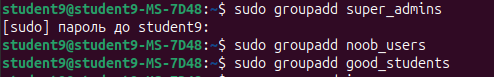 student9@student9-MS-7D48:~$ sudo groupadd super_admins
[sudo] пароль до student9:
student9@student9-MS-7D48:~$ sudo groupadd noob_users
student9@student9-MS-7D48:~$ sudo groupadd good_students